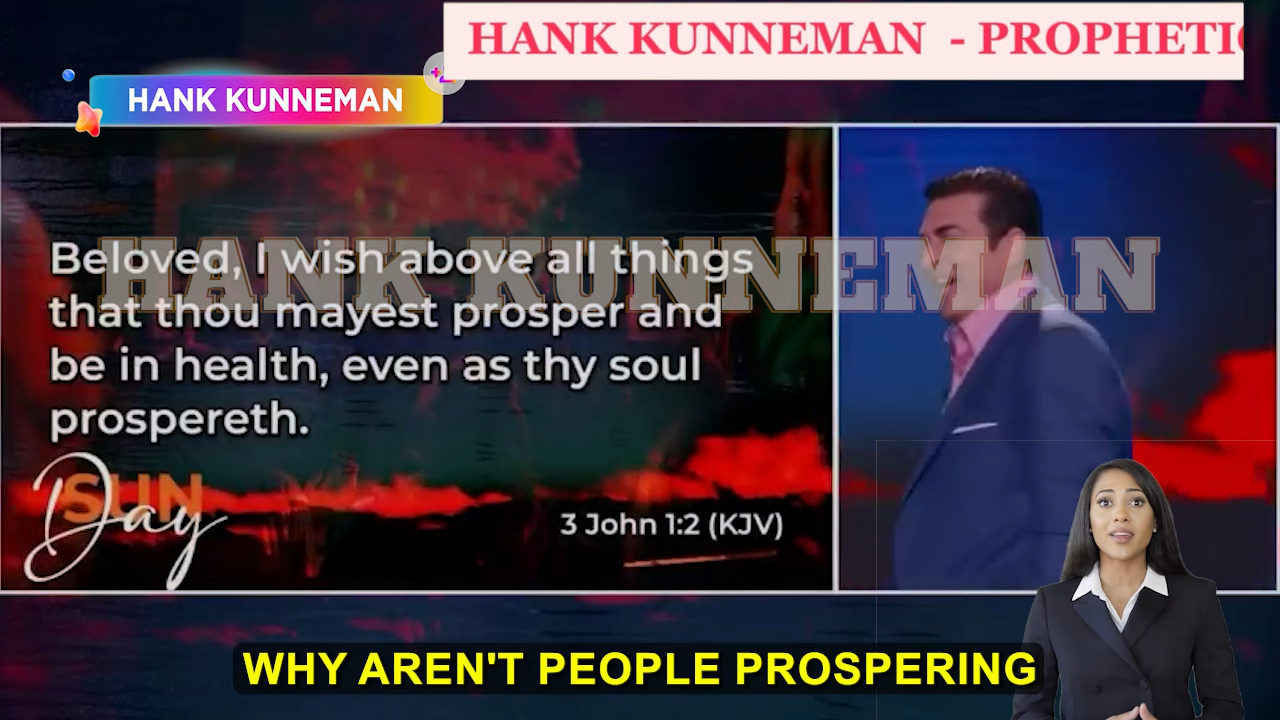 HANK KUNNEMAN - PROPHETIC
HANK KUNNEMAN
Beloved, I wish above all things
that thou mayest prosper and
be in health, even as thy soul
prospereth.
HANK KUNNEMAN
SUN
Day
3 John 1:2 (KJV)
WHY AREN'T PEOPLE PROSPERING